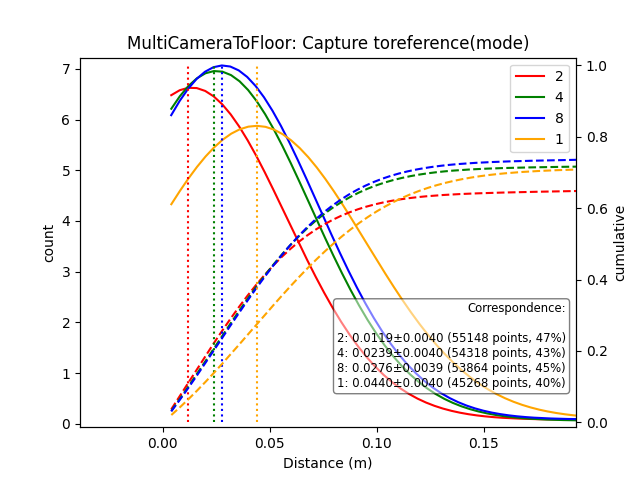 MultiCameraToFloor: Capture toreference(mode)
7
6
5
4
3
2
1
0
count
1.0
0.8
0.6
0.4
0.2
0.0
cumulative
2
4
8
1
Correspondence:
2: 0.0119±0.0040 (55148 points, 47%)
4: 0.0239±0.0040 (54318 points, 43%)
8: 0.0276±0.0039 (53864 points, 45%)
1: 0.0440±0.0040 (45268 points, 40%)
0.00 0.05 0.10 0.15
Distance (m)